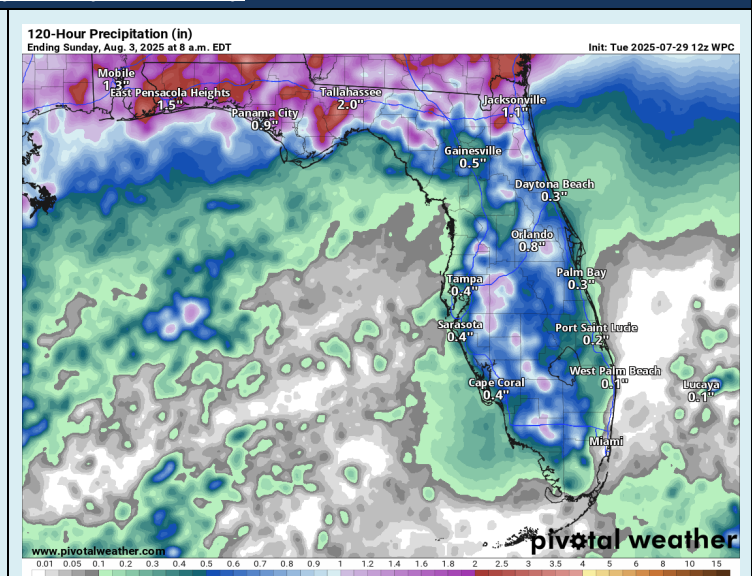 120-Hour Precipitation (in)
Ending Sunday, Aug. 3, 2025 at 8 a.m. EDT
Init: Tue 2025-07-29 12z WPC
Mobile
1.3"
East Pensacola Heights
1.5"
Tallahassee
2.0"
Panama City
0.9"
Jacksonville
1.1"
Gainesville
0.5"
Daytona Beach
0.3"
Orlando
0.8"
Tampa
0.4"
Palm Bay
0.3"
Sarasota
0.4"
Port Saint Lucie
0.2"
Cape Coral
0.4"
West Palm Beach
0.1"
Lucaya
0.1"
Miami
pivotal weather
www.pivotalweather.com
0.01 0.05 0.1 0.2 0.3 0.4 0.5 0.6 0.7 0.8 0.9 1 1.2 1.4 1.6 1.8 2 2.5 3 3.5 4 5 6 8 10 15